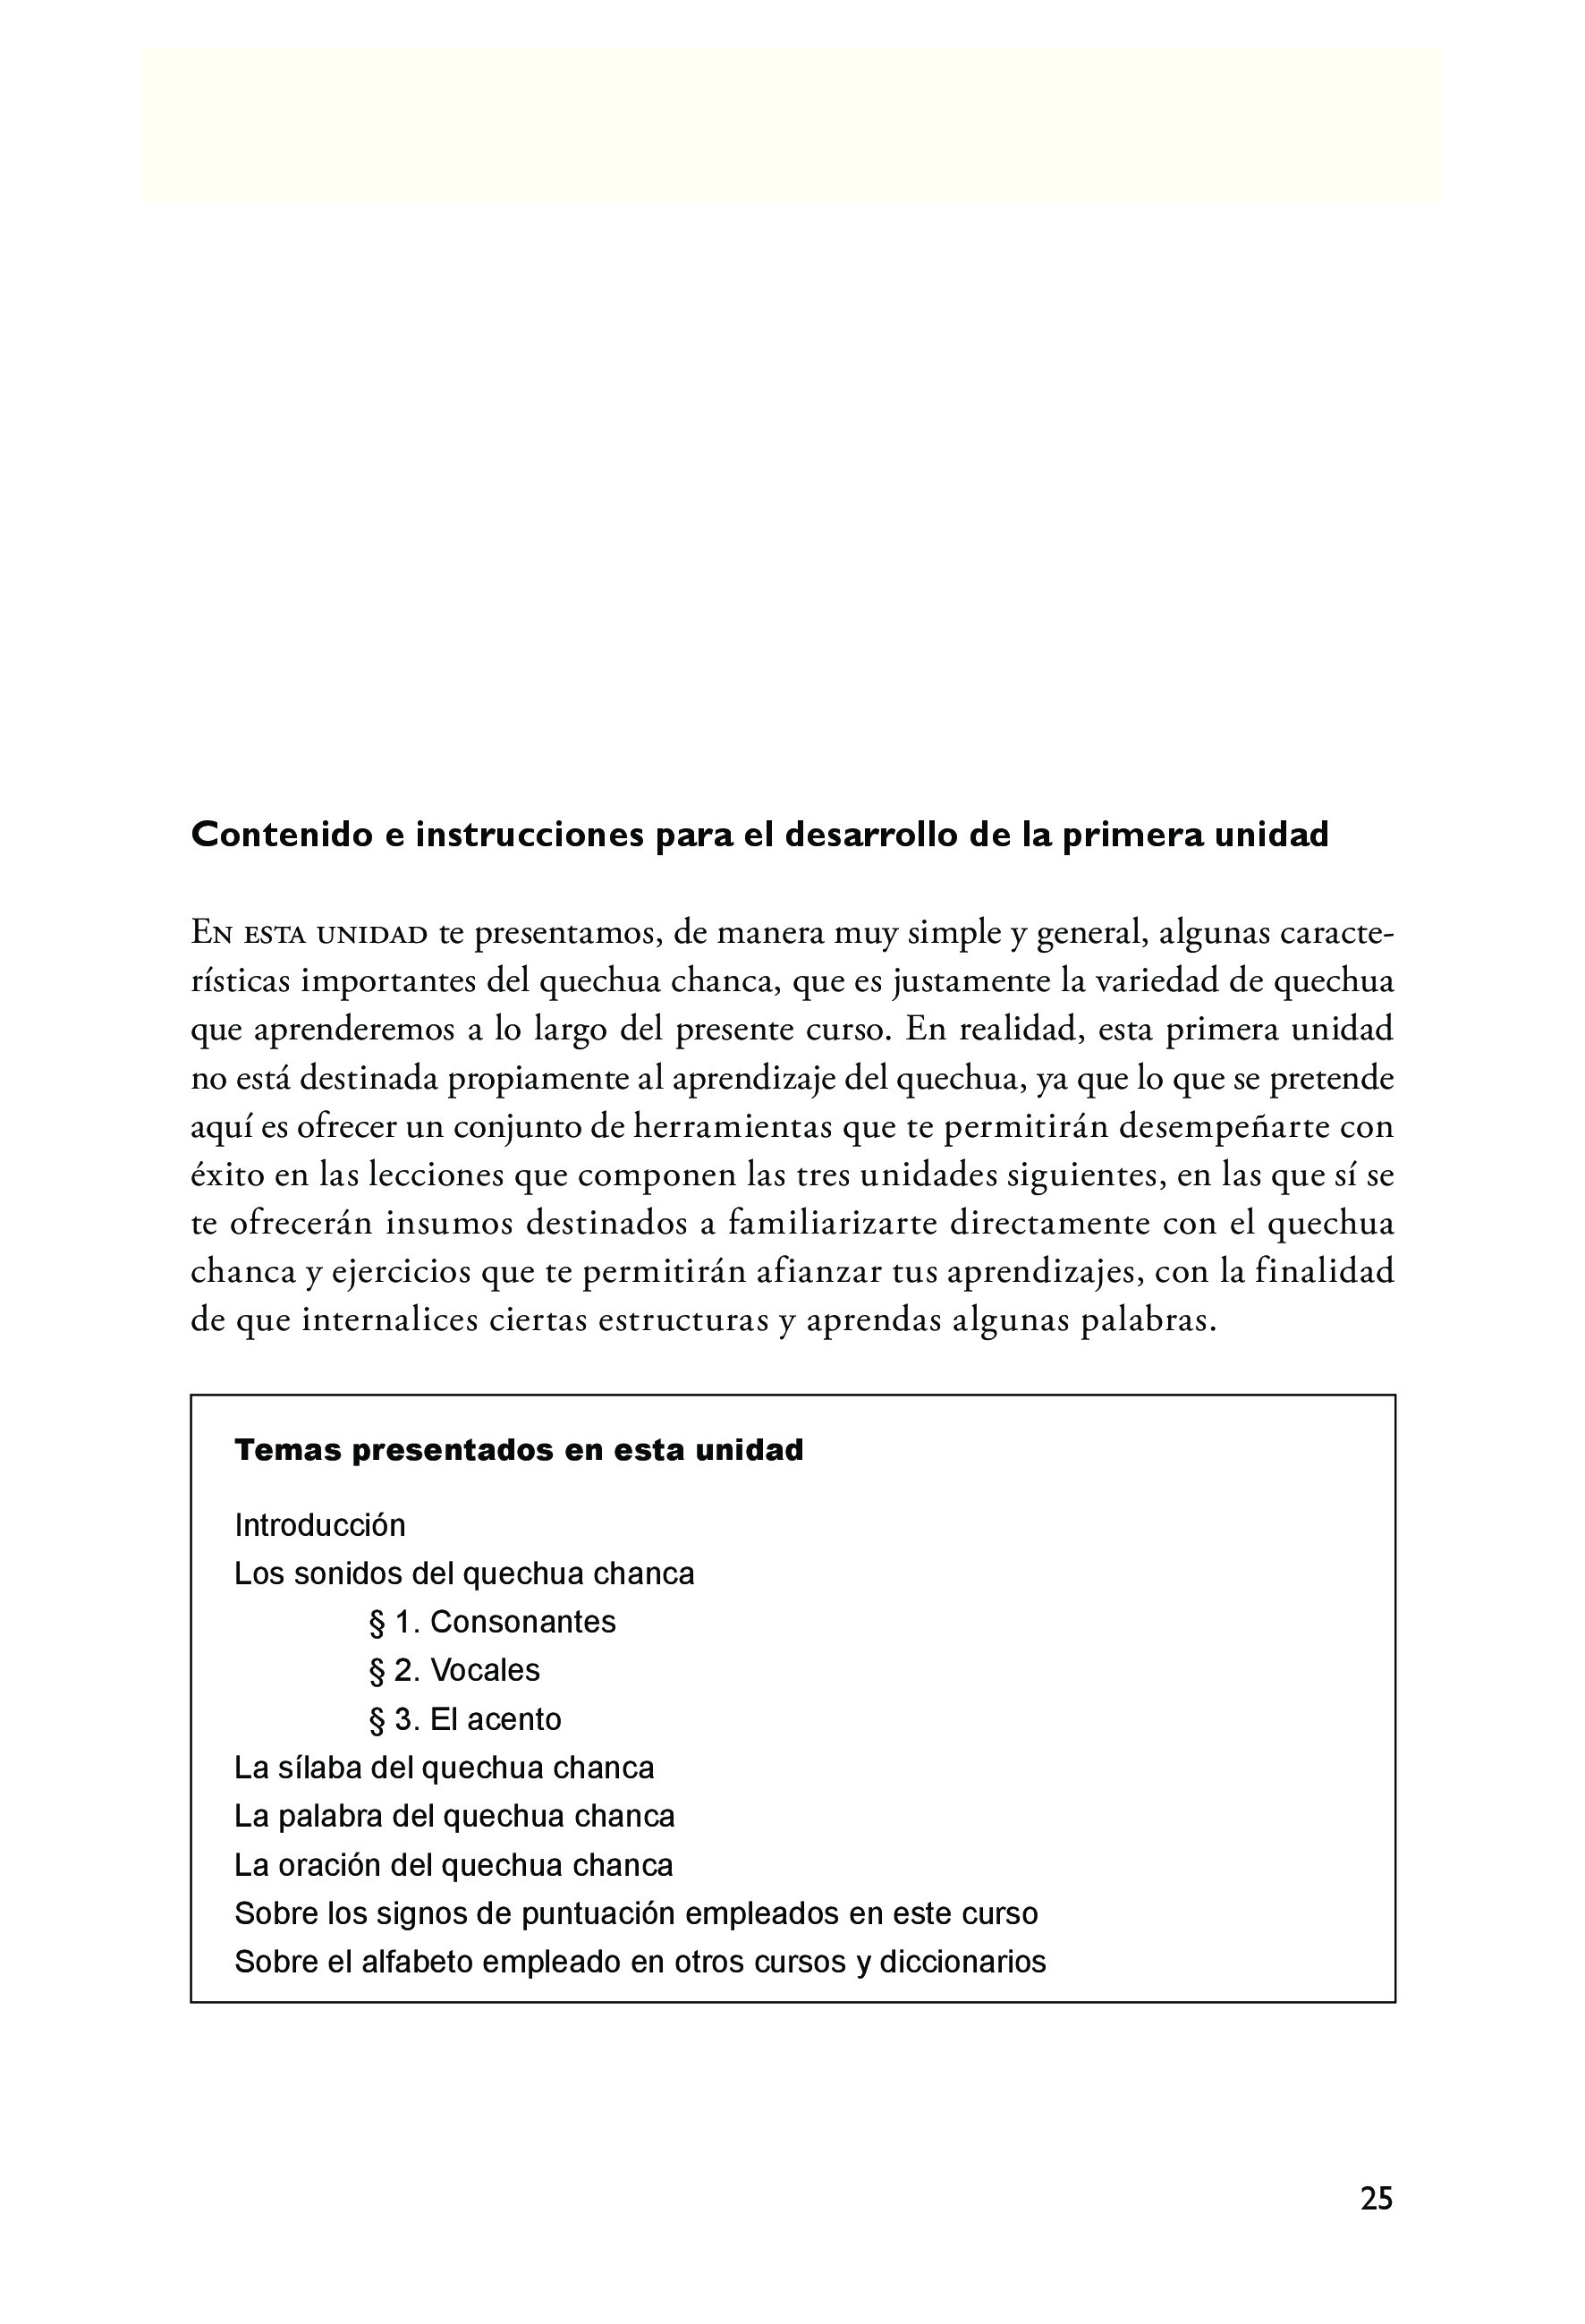 Contenido e instrucciones para el desarrollo de la primera unidad
En esta unidad te presentamos, de manera muy simple y general, algunas caracte-
rísticas importantes del quechua chanca, que es justamente la variedad de quechua
que aprenderemos a lo largo del presente curso. En realidad, esta primera unidad
no está destinada propiamente al aprendizaje del quechua, ya que lo que se pretende
aquí es ofrecer un conjunto de herramientas que te permitirán desempeñarte con
éxito en las lecciones que componen las tres unidades siguientes, en las que sí se
te ofrecerán insumos destinados a familiarizarte directamente con el quechua
chanca y ejercicios que te permitirán afianzar tus aprendizajes, con la finalidad
de que internalices ciertas estructuras y aprendas algunas palabras.
Temas presentados en esta unidad
Introducción
Los sonidos del quechua chanca
§ 1. Consonantes
§ 2. Vocales
§ 3. El acento
La sílaba del quechua chanca
La palabra del quechua chanca
La oración del quechua chanca
Sobre los signos de puntuación empleados en este curso
Sobre el alfabeto empleado en otros cursos y diccionarios
25